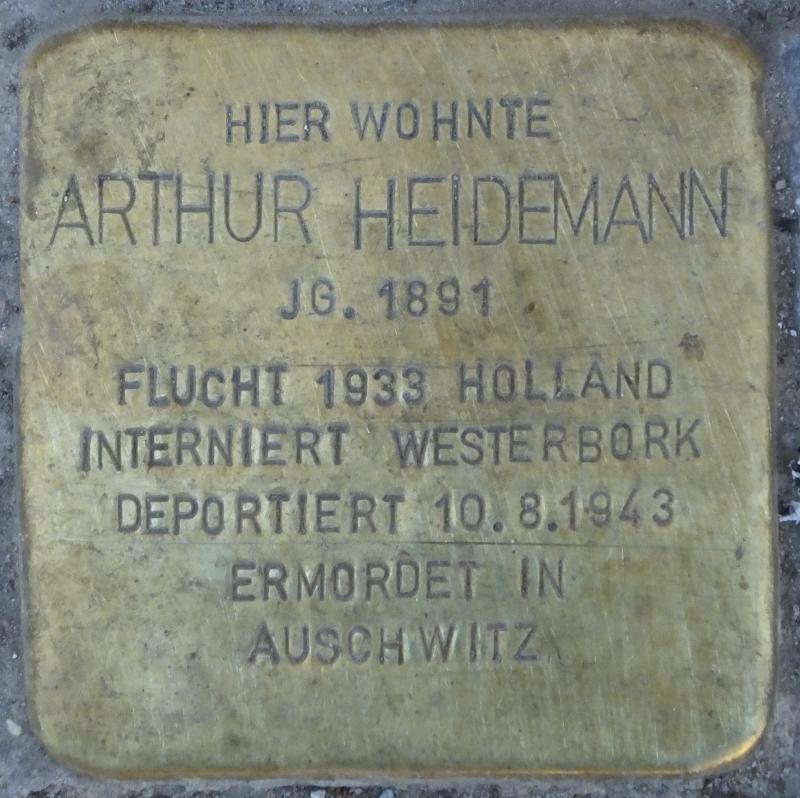 HIER WOHNTE
ARTHUR HEIDEMANN
JG. 1891
FLUCHT 1933 HOLLAND
INTERNIERT WESTERBORK
DEPORTIERT 10.8.1943
ERMORDET IN
AUSCHWITZ